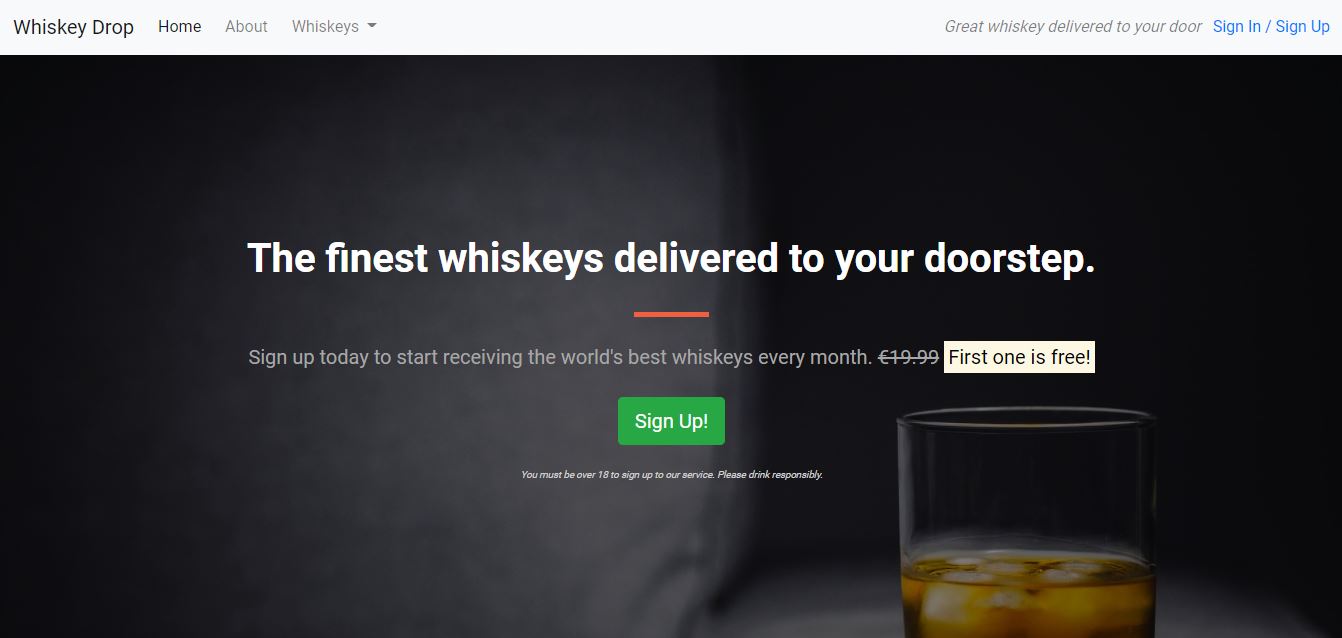 Whiskey Drop Home About Whiskeys Great whiskey delivered to your door Sign In / Sign Up
The finest whiskeys delivered to your doorstep.
Sign up today to start receiving the world's best whiskeys every month. €19.99 First one is free!
Sign Up!
You must be over 18 to sign up to our service. Please drink responsibly.